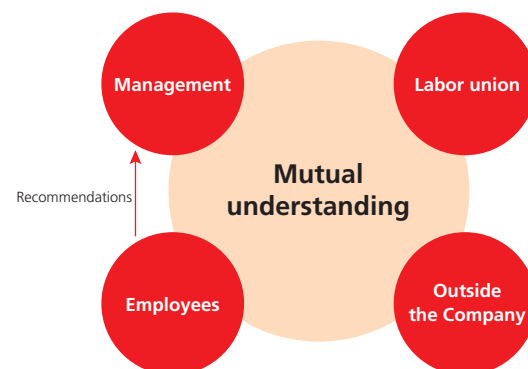 Management
Labor union
Mutual
understanding
Recommendations
Employees
Outside
the Company